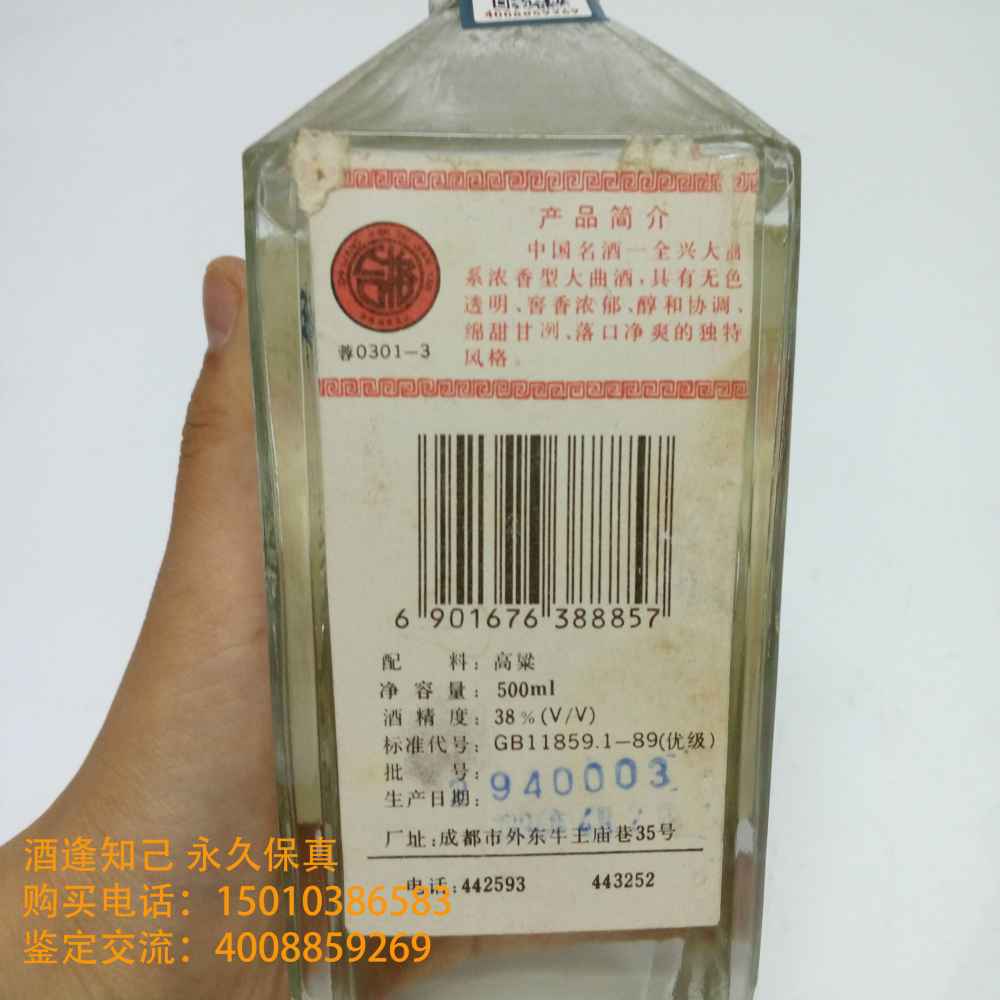 4008859269
产品简介
中国名酒一全兴大曲
系浓香型大曲酒,具有无色
透明、窖香浓郁、醇和协调、
绵甜甘冽、落口净爽的独特
风格。
蓉0301-3
6 901676 388857
配 料: 高粱
净容量: 500ml
酒精度: 38%(V/V)
标准代号: GB11859.1-89(优级)
批 号: 940003
生产日期:
厂址:成都市外东牛王庙巷35号
电话:442593 443252
酒逢知己 永久保真
购买电话:15010386583
鉴定交流:4008859269